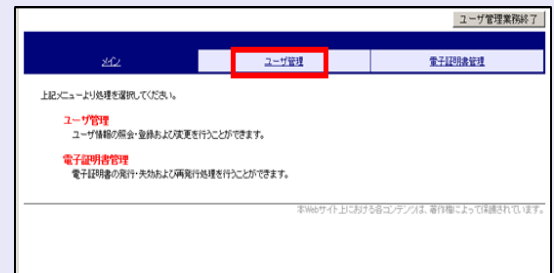 ユーザ管理業務終了
メイン
ユーザ管理
電子証明書管理
上記メニューより処理を選択してください。
ユーザ管理
ユーザ情報の照会・登録および変更を行うことができます。
電子証明書管理
電子証明書の発行・失効および再発行処理を行うことができます。
本Webサイト上における各コンテンツは、著作権によって保護されています。